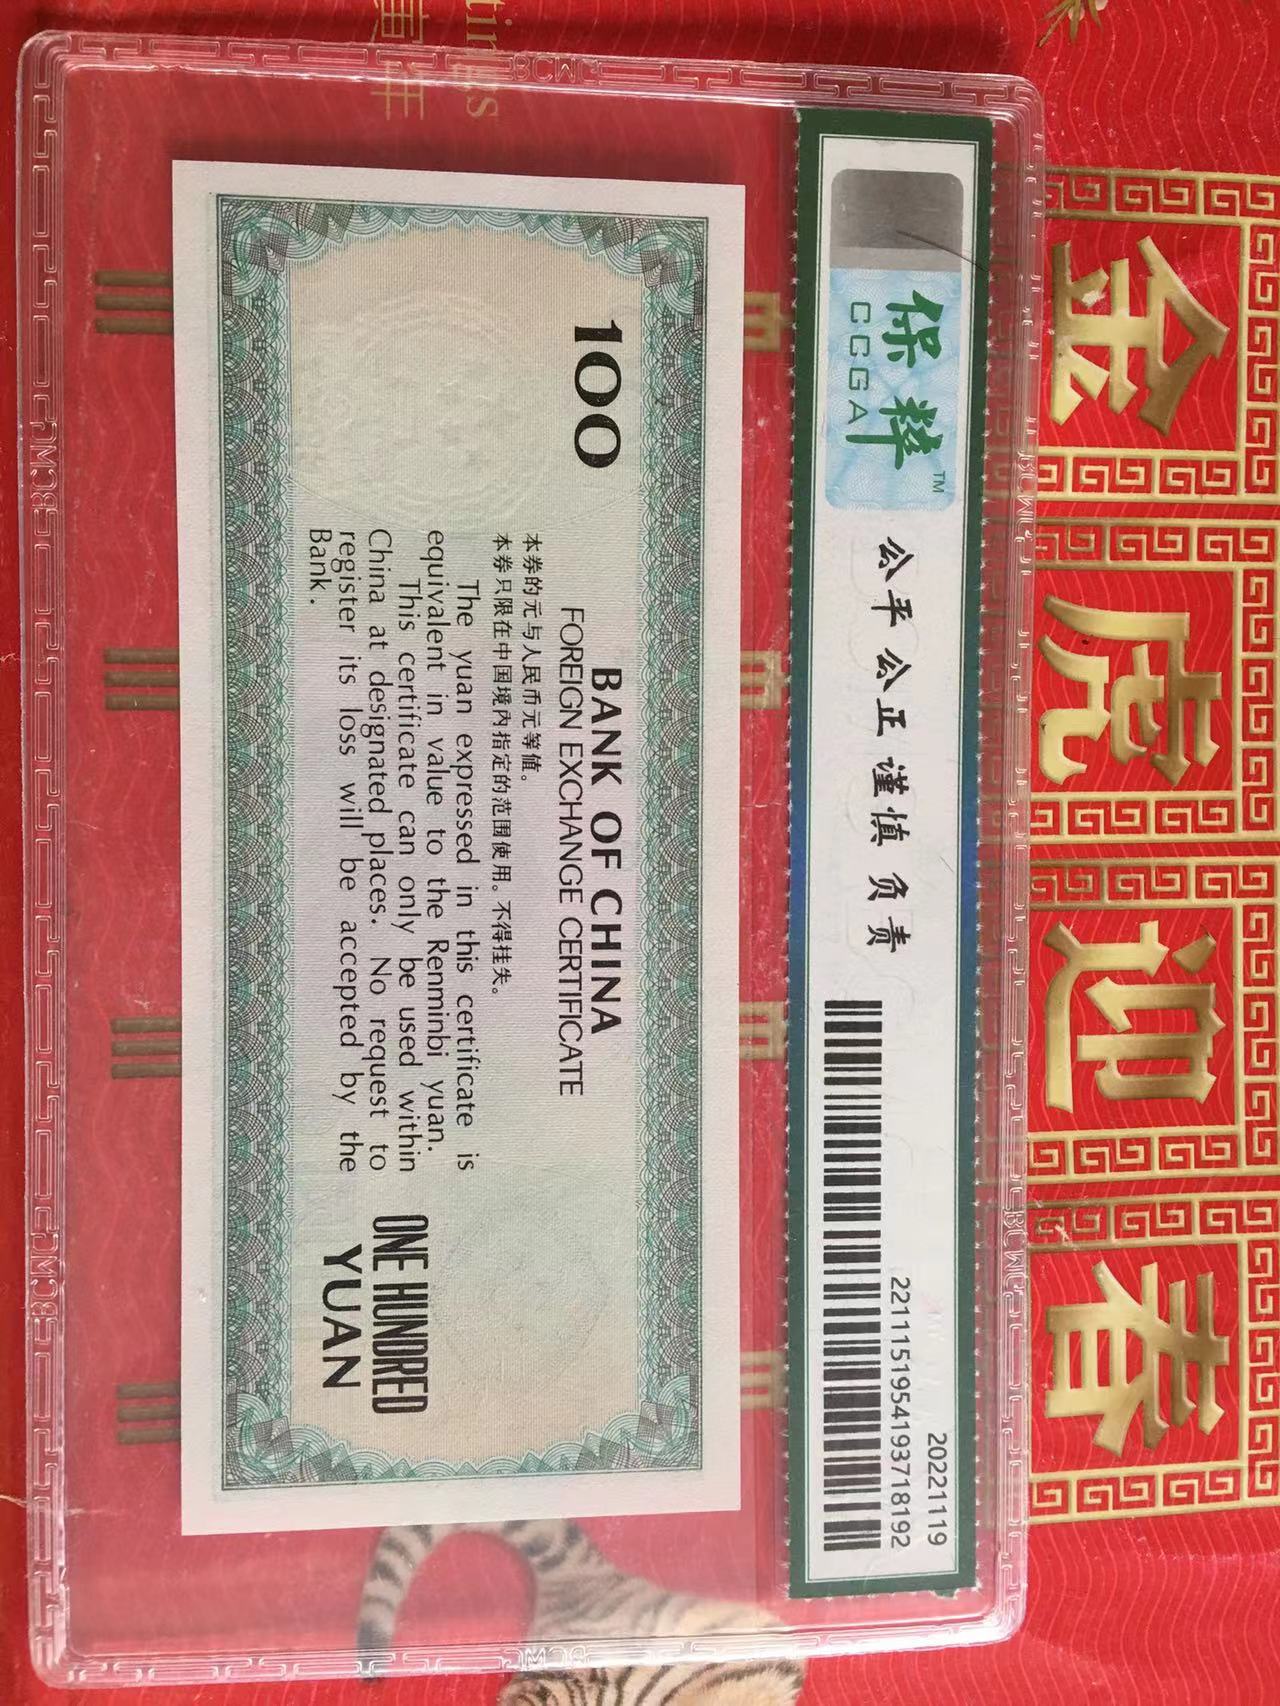 金虎迎春
保粹
TM
CCGA
公平公正 谨慎负责
20221119
2211151954193718192
BANK OF CHINA
FOREIGN EXCHANGE CERTIFICATE
100
本券的元与人民币元等值。
本券只限在中国境内指定的范围使用。不得挂失。
The yuan expressed in this certificate is
equivalent in value to the Renminbi yuan.
This certificate can only be used within
China at designated places. No request to
register its loss will be accepted by the
Bank.
ONE HUNDRED
YUAN